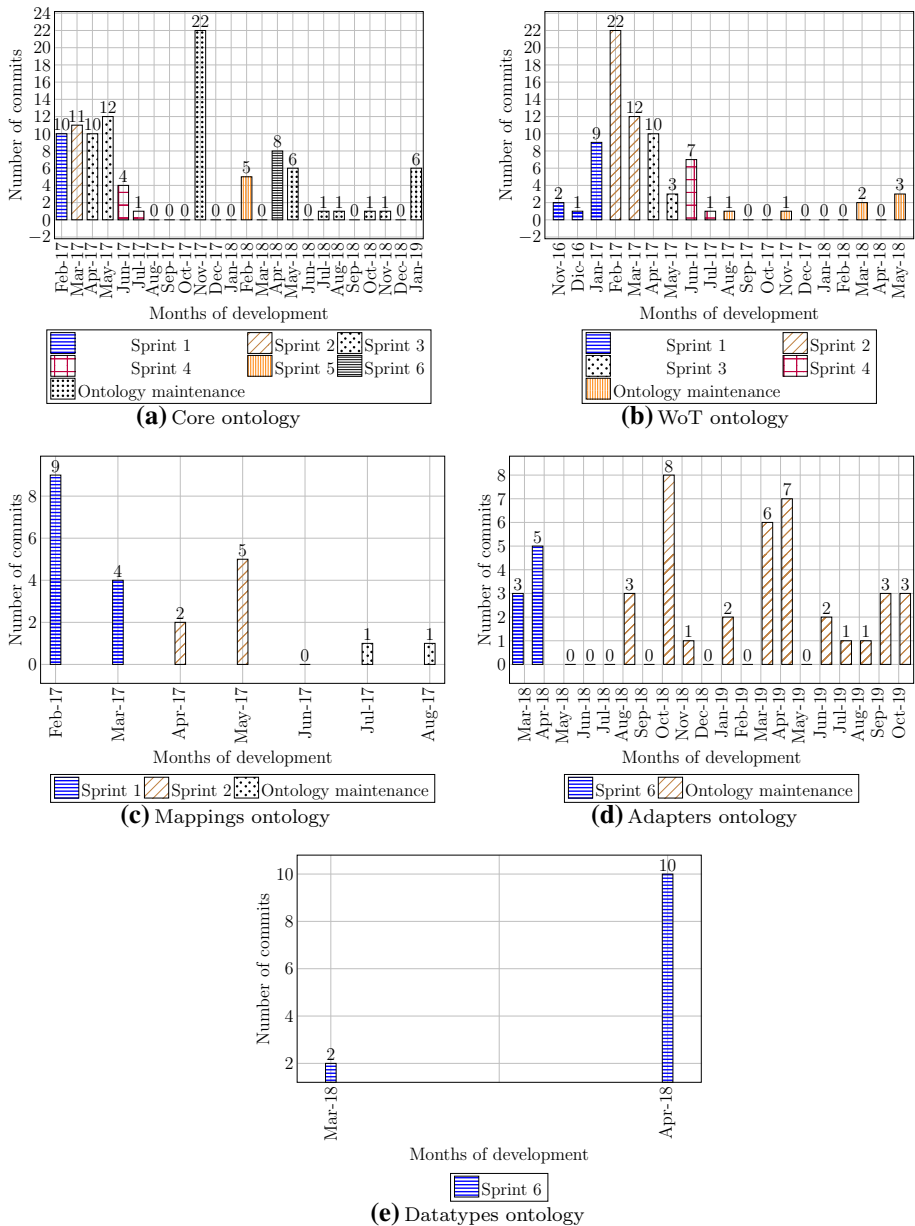 24
22
20
18
16
14
12
10
8
6
4
2
0
−2
Number of commits
10 11 10 12 4 1 0 0 0 22 0 0 5 0 8 6 0 1 1 0 1 1 0 6
Feb-17 Mar-17 Apr-17 May-17 Jun-17 Jul-17 Aug-17 Sep-17 Oct-17 Nov-17 Dec-17 Jan-18 Feb-18 Mar-18 Apr-18 May-18 Jun-18 Jul-18 Aug-18 Sep-18 Oct-18 Nov-18 Dec-18 Jan-19
Months of development
Sprint 1 Sprint 2 Sprint 3
Sprint 4 Sprint 5 Sprint 6
Ontology maintenance
(a) Core ontology
22
20
18
16
14
12
10
8
6
4
2
0
−2
Number of commits
2 1 9 22 12 10 3 7 1 1 0 0 1 0 0 0 2 0 3
Nov-16 Dic-16 Jan-17 Feb-17 Mar-17 Apr-17 May-17 Jun-17 Jul-17 Aug-17 Sep-17 Oct-17 Nov-17 Dec-17 Jan-18 Feb-18 Mar-18 Apr-18 May-18
Months of development
Sprint 1 Sprint 2
Sprint 3 Sprint 4
Ontology maintenance
(b) WoT ontology
8
6
4
2
0
Number of commits
9 4 2 5 0 1 1
Feb-17 Mar-17 Apr-17 May-17 Jun-17 Jul-17 Aug-17
Months of development
Sprint 1 Sprint 2 Ontology maintenance
(c) Mappings ontology
8
7
6
5
4
3
2
1
0
Number of commits
3 5 0 0 0 3 0 8 1 0 2 0 6 7 0 2 1 1 3 3
Mar-18 Apr-18 May-18 Jun-18 Jul-18 Aug-18 Sep-18 Oct-18 Nov-18 Dec-18 Jan-19 Feb-19 Mar-19 Apr-19 May-19 Jun-19 Jul-19 Aug-19 Sep-19 Oct-19
Months of development
Sprint 6 Ontology maintenance
(d) Adapters ontology
10
8
6
4
2
Number of commits
2 10
Mar-18 Apr-18
Months of development
Sprint 6
(e) Datatypes ontology